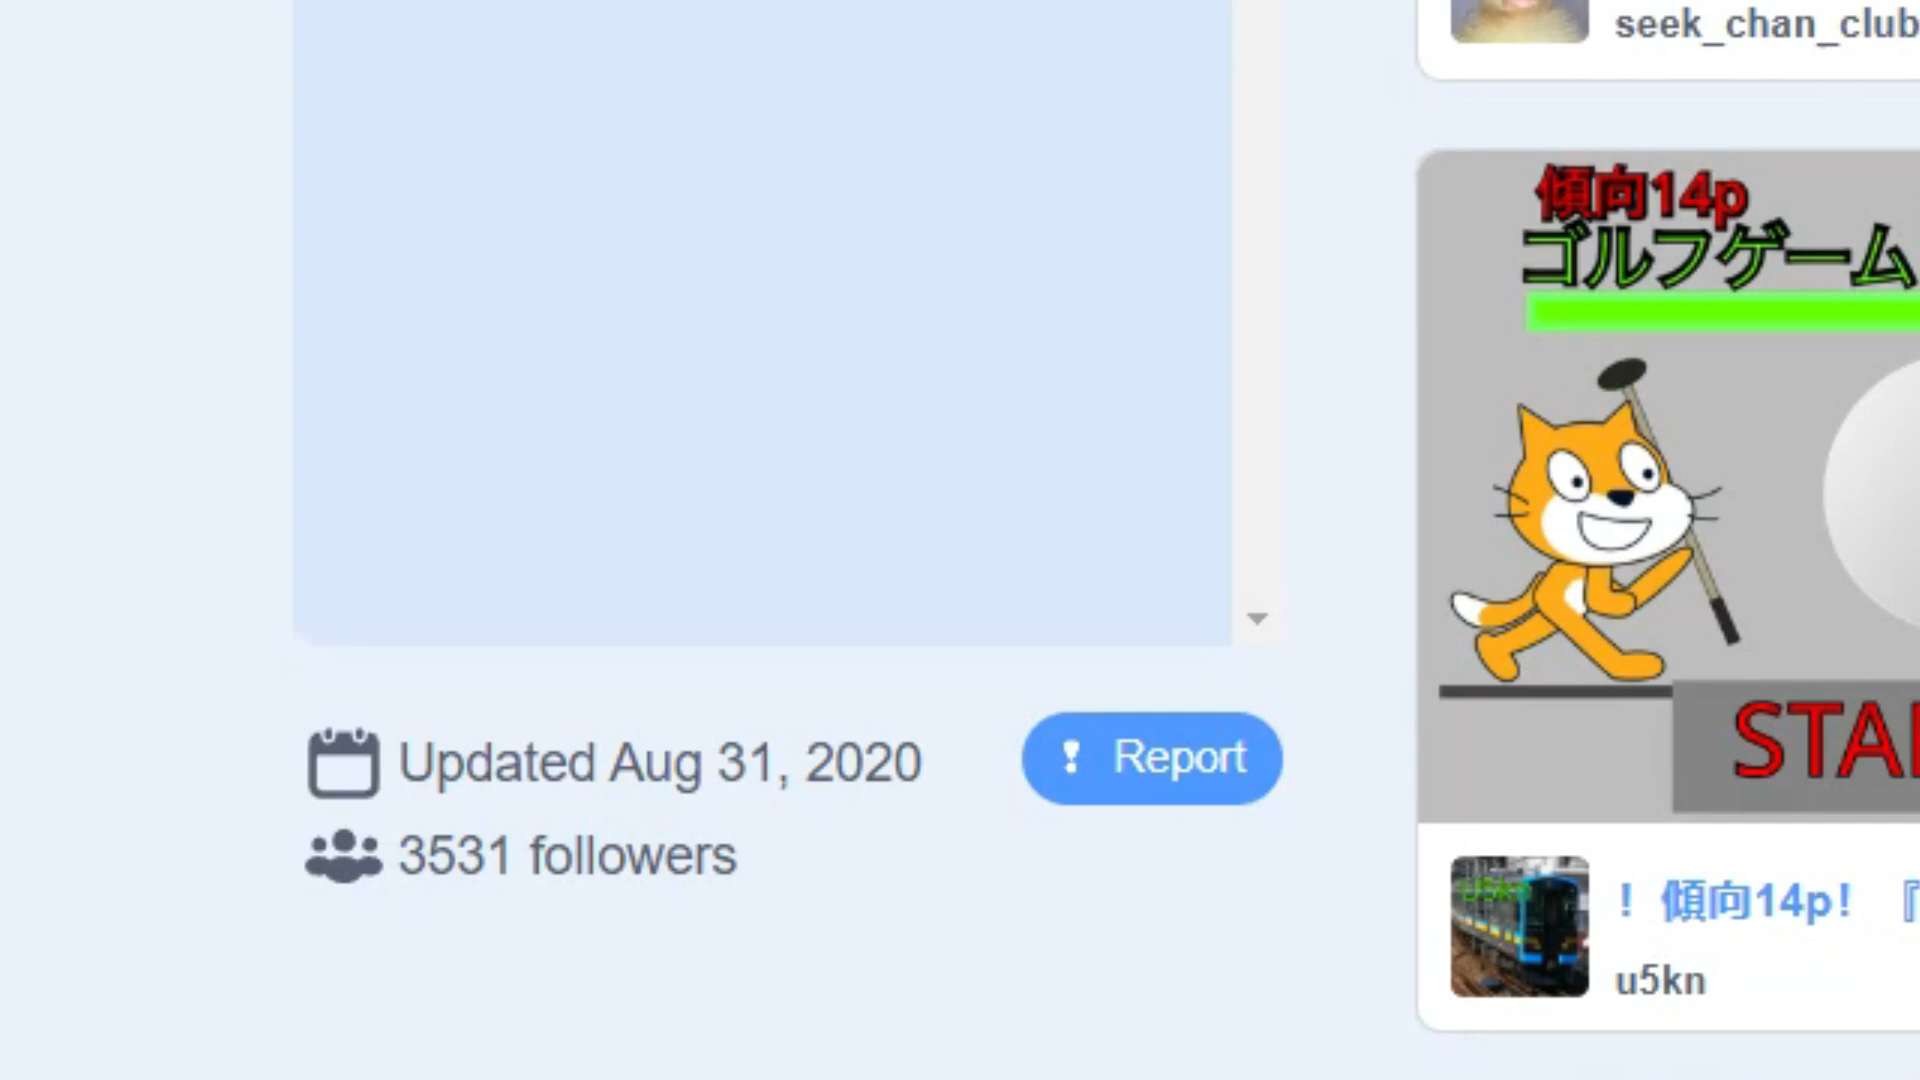 seek_chan_club
傾向14p
ゴルフゲーム
Updated Aug 31, 2020
Report
3531 followers
！傾向14p！『
u5kn